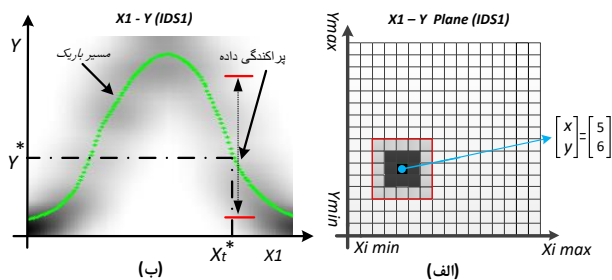 X1 - Y (IDS1)
Y
مسیر باریک
پراکندگی داده
Y*
Xt*
X1
(ب)
X1 – Y Plane (IDS1)
Ymax
[x y] = [5 6]
Ymin
Xi min
Xi max
(الف)